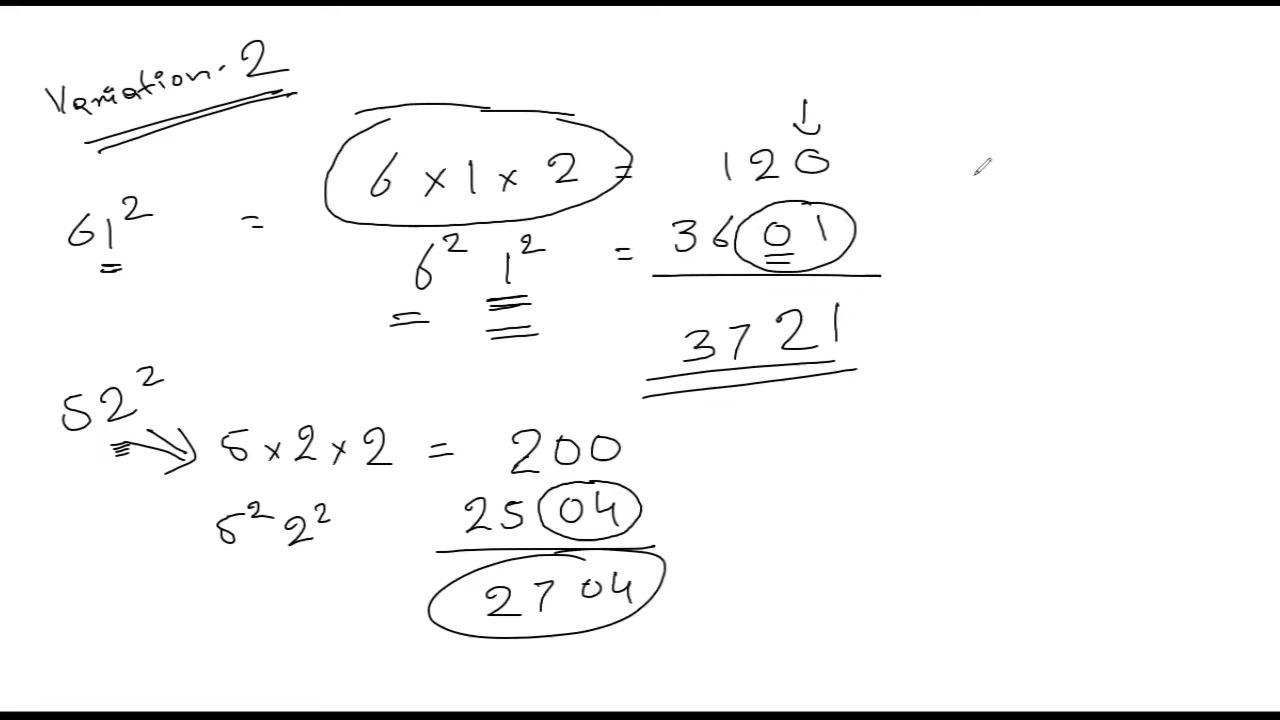 Variation-2
61² = 6 × 1 × 2 = 120
6² 1² = 3601
3721
52²
5 × 2 × 2 = 200
5² 2² 2504
2704